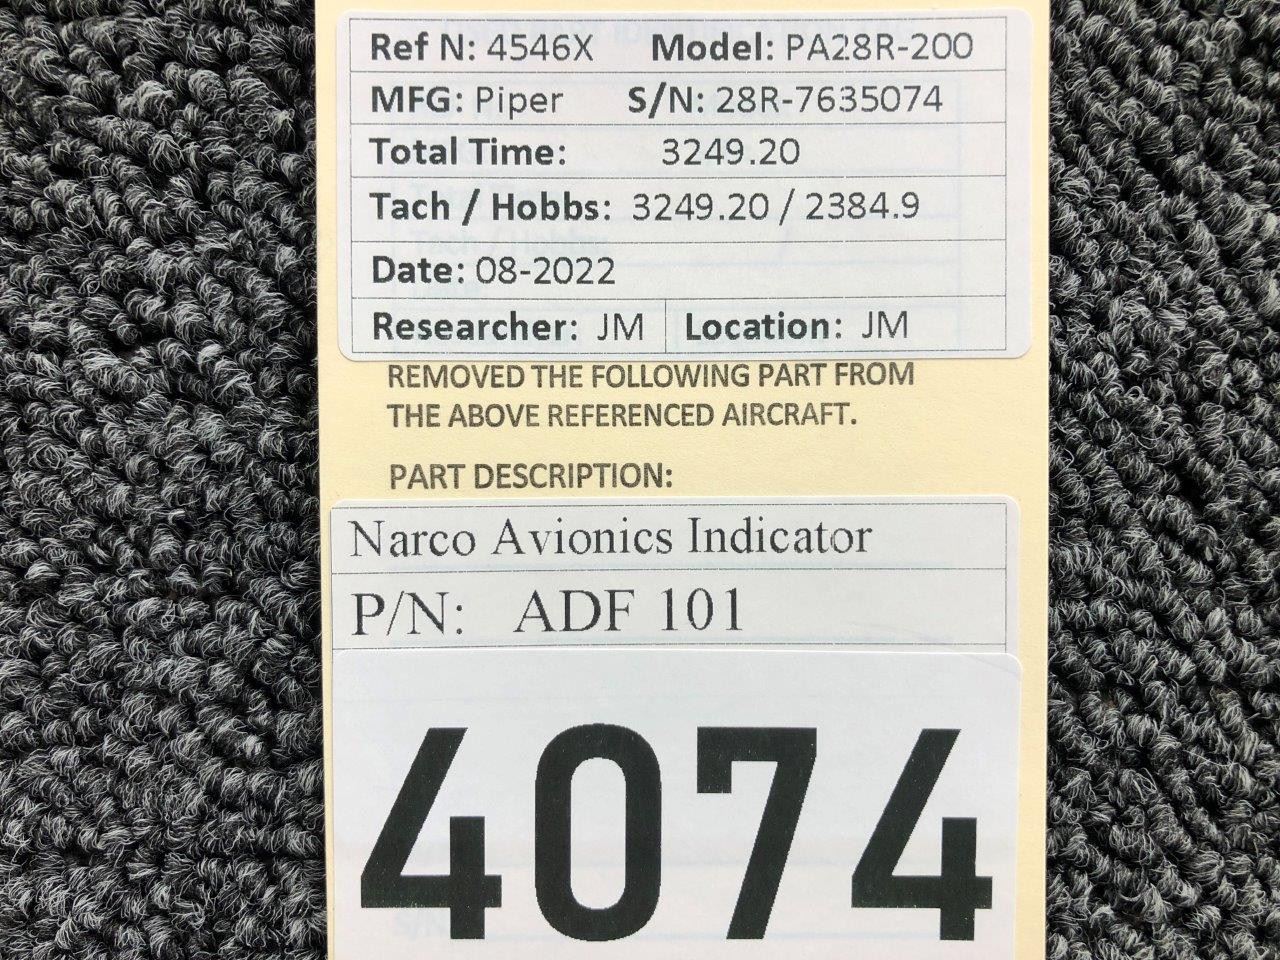 Ref N: 4546X Model: PA28R-200
MFG: Piper S/N: 28R-7635074
Total Time: 3249.20
Tach / Hobbs: 3249.20 / 2384.9
Date: 08-2022
Researcher: JM Location: JM
REMOVED THE FOLLOWING PART FROM
THE ABOVE REFERENCED AIRCRAFT.
PART DESCRIPTION:
Narco Avionics Indicator
P/N: ADF 101
4074